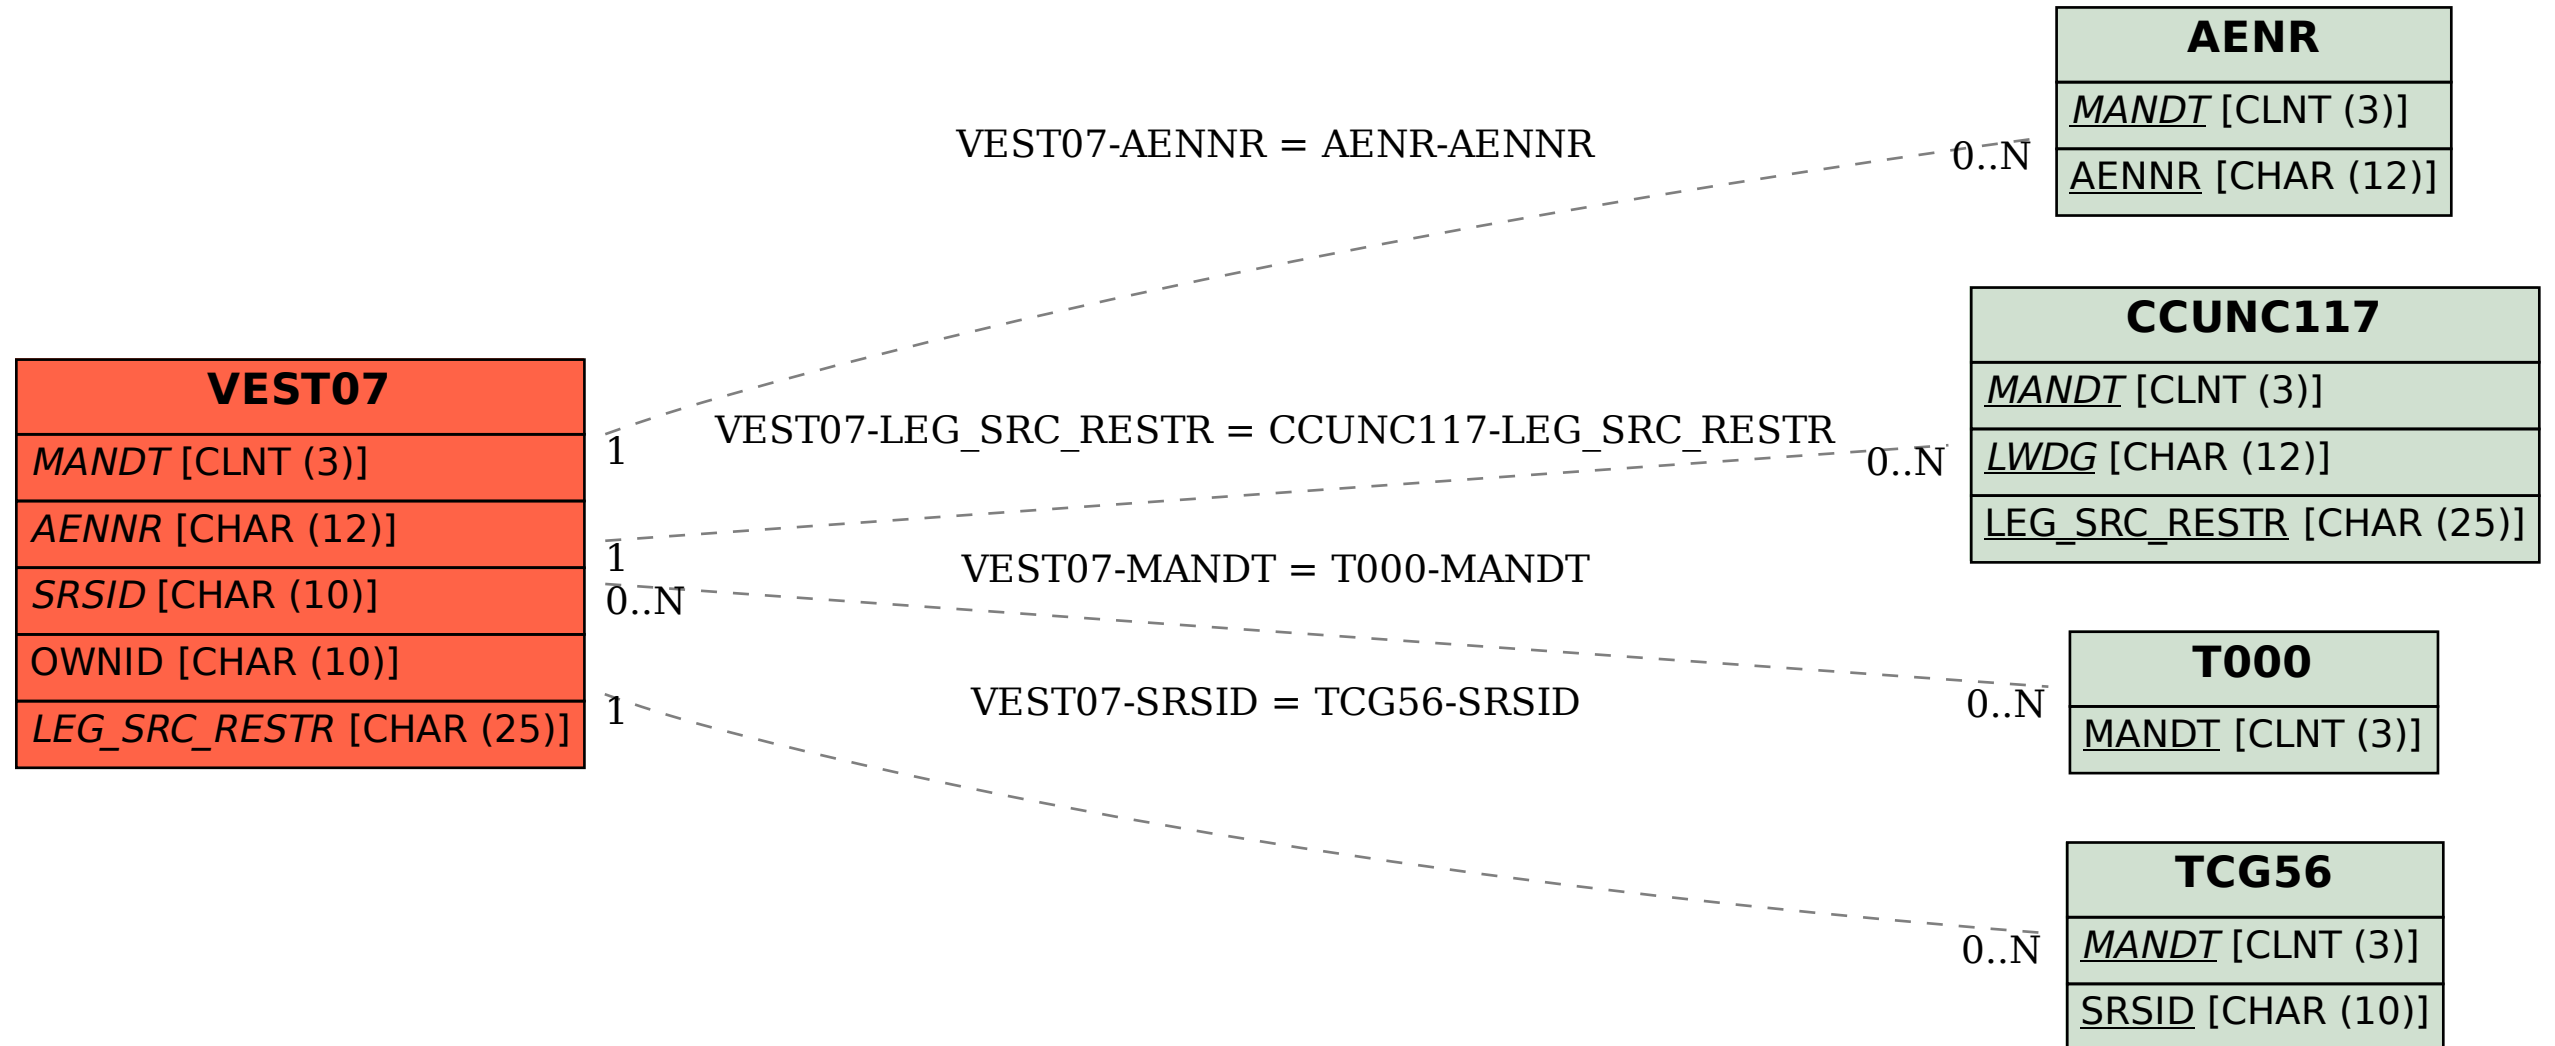 VEST07
MANDT [CLNT (3)]
AENNR [CHAR (12)]
SRSID [CHAR (10)]
OWNID [CHAR (10)]
LEG_SRC_RESTR [CHAR (25)]
VEST07-AENNR = AENR-AENNR
1
0..N
VEST07-LEG_SRC_RESTR = CCUNC117-LEG_SRC_RESTR
1
0..N
VEST07-MANDT = T000-MANDT
0..N
0..N
VEST07-SRSID = TCG56-SRSID
1
0..N
AENR
MANDT [CLNT (3)]
AENNR [CHAR (12)]
CCUNC117
MANDT [CLNT (3)]
LWDG [CHAR (12)]
LEG_SRC_RESTR [CHAR (25)]
T000
MANDT [CLNT (3)]
TCG56
MANDT [CLNT (3)]
SRSID [CHAR (10)]